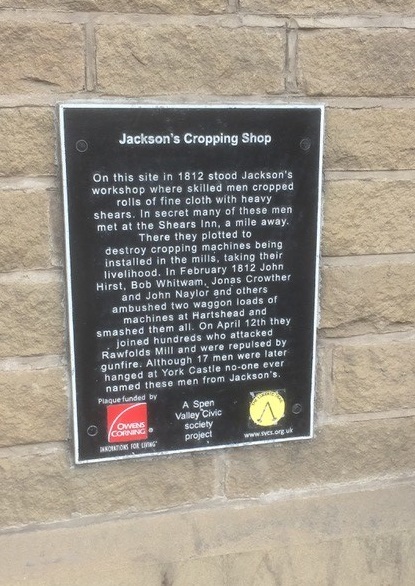 Jackson's Cropping Shop
On this site in 1812 stood Jackson's
workshop where skilled men cropped
rolls of fine cloth with heavy
shears. In secret many of these men
met at the Shears Inn, a mile away.
There they plotted to
destroy cropping machines being
installed in the mills, taking their
livelihood. In February 1812 John
Hirst, Bob Whitwam, Jonas Crowther
and John Naylor and others
ambushed two waggon loads of
machines at Hartshead and
smashed them all. On April 12th they
joined hundreds who attacked
Rawfolds Mill and were repulsed by
gunfire. Although 17 men were later
hanged at York Castle no-one ever
named these men from Jackson's.
Plaque funded by
OWENS
CORNING
INNOVATIONS FOR LIVING
A Spen
Valley Civic
society
project
www.svcs.org.uk